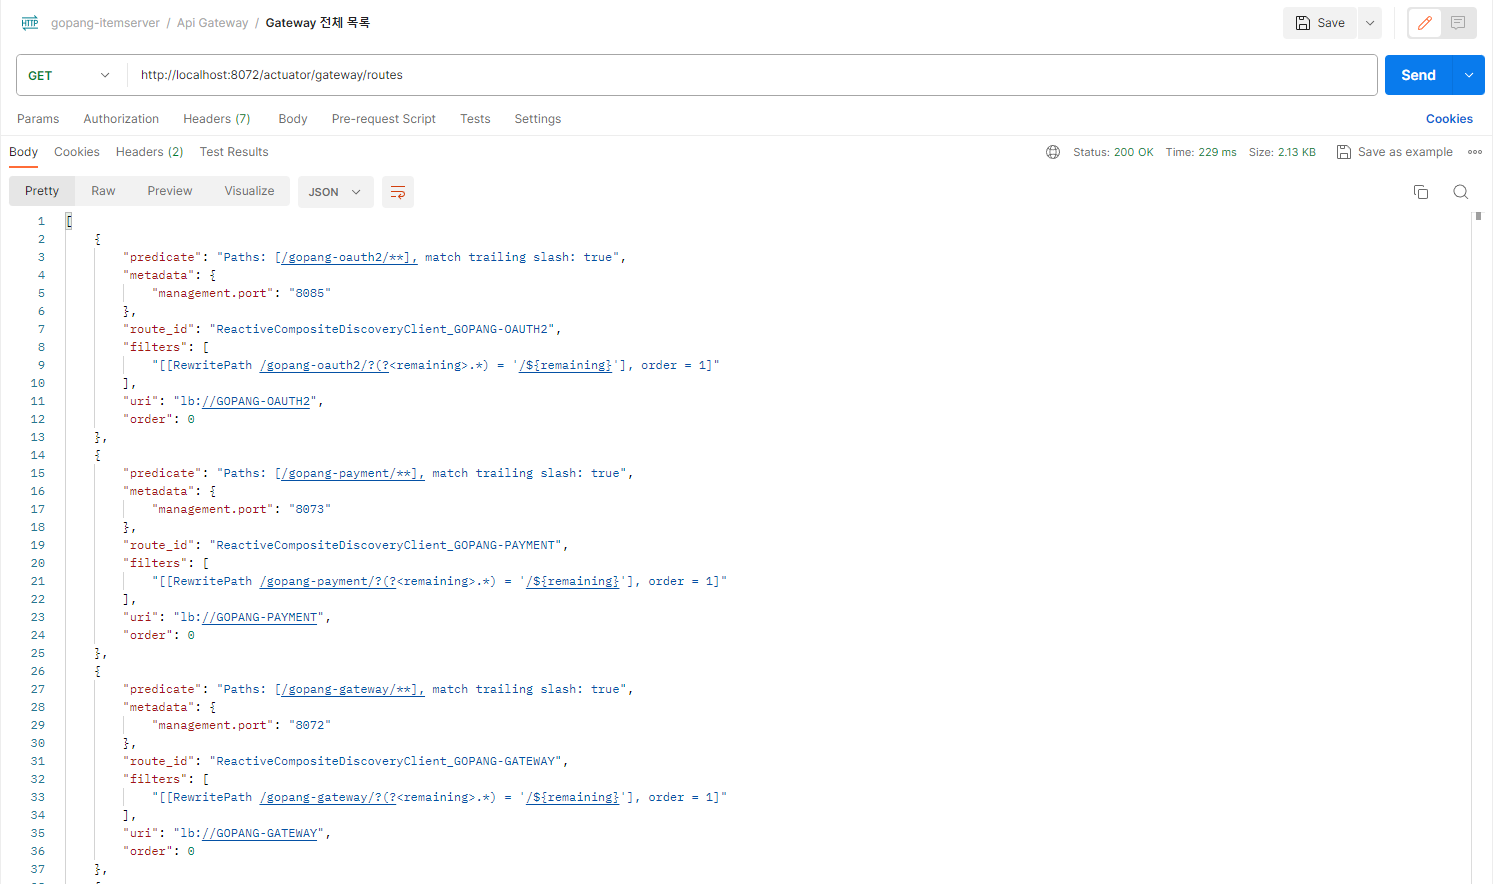 HTTP gopang-itemserver / Api Gateway / Gateway 전체 목록 Save
GET http://localhost:8072/actuator/gateway/routes Send
Params Authorization Headers (7) Body Pre-request Script Tests Settings Cookies
Body Cookies Headers (2) Test Results Status: 200 OK Time: 229 ms Size: 2.13 KB Save as example
Pretty Raw Preview Visualize JSON
1 [
2 {
3 "predicate": "Paths: [/gopang-oauth2/**], match trailing slash: true",
4 "metadata": {
5 "management.port": "8085"
6 },
7 "route_id": "ReactiveCompositeDiscoveryClient_GOPANG-OAUTH2",
8 "filters": [
9 "[[RewritePath /gopang-oauth2/?(?<remaining>.*) = '/${remaining}'], order = 1]"
10 ],
11 "uri": "lb://GOPANG-OAUTH2",
12 "order": 0
13 },
14 {
15 "predicate": "Paths: [/gopang-payment/**], match trailing slash: true",
16 "metadata": {
17 "management.port": "8073"
18 },
19 "route_id": "ReactiveCompositeDiscoveryClient_GOPANG-PAYMENT",
20 "filters": [
21 "[[RewritePath /gopang-payment/?(?<remaining>.*) = '/${remaining}'], order = 1]"
22 ],
23 "uri": "lb://GOPANG-PAYMENT",
24 "order": 0
25 },
26 {
27 "predicate": "Paths: [/gopang-gateway/**], match trailing slash: true",
28 "metadata": {
29 "management.port": "8072"
30 },
31 "route_id": "ReactiveCompositeDiscoveryClient_GOPANG-GATEWAY",
32 "filters": [
33 "[[RewritePath /gopang-gateway/?(?<remaining>.*) = '/${remaining}'], order = 1]"
34 ],
35 "uri": "lb://GOPANG-GATEWAY",
36 "order": 0
37 },